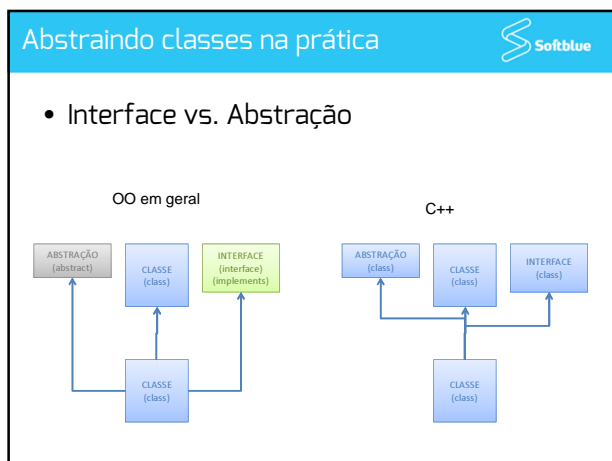 Abstraindo classes na prática
Softblue
• Interface vs. Abstração
OO em geral
C++
ABSTRAÇÃO
(abstract)
CLASSE
(class)
INTERFACE
(interface)
(implements)
CLASSE
(class)
ABSTRAÇÃO
(class)
CLASSE
(class)
INTERFACE
(class)
CLASSE
(class)